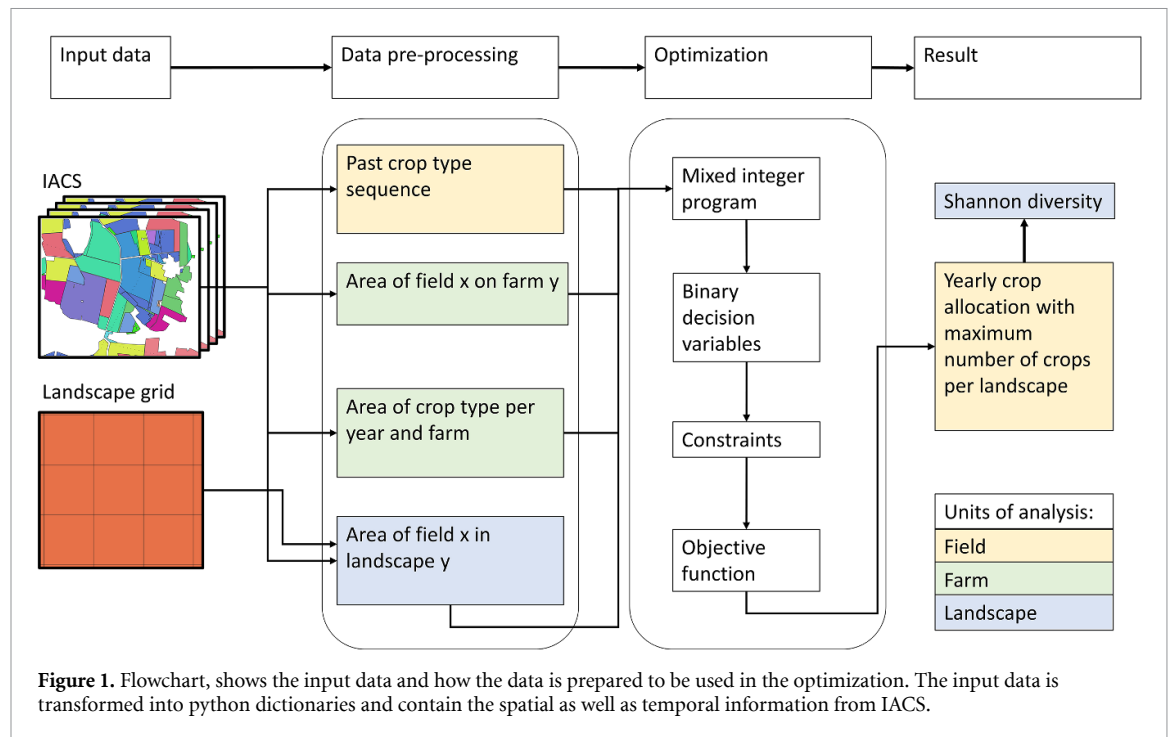 Input data
Data pre-processing
Optimization
Result
IACS
Landscape grid
Past crop type
sequence
Area of field x on farm y
Area of crop type per
year and farm
Area of field x in
landscape y
Mixed integer
program
Binary
decision
variables
Constraints
Objective
function
Shannon diversity
Yearly crop
allocation with
maximum
number of crops
per landscape
Units of analysis:
Field
Farm
Landscape
Figure 1. Flowchart, shows the input data and how the data is prepared to be used in the optimization. The input data is
transformed into python dictionaries and contain the spatial as well as temporal information from IACS.